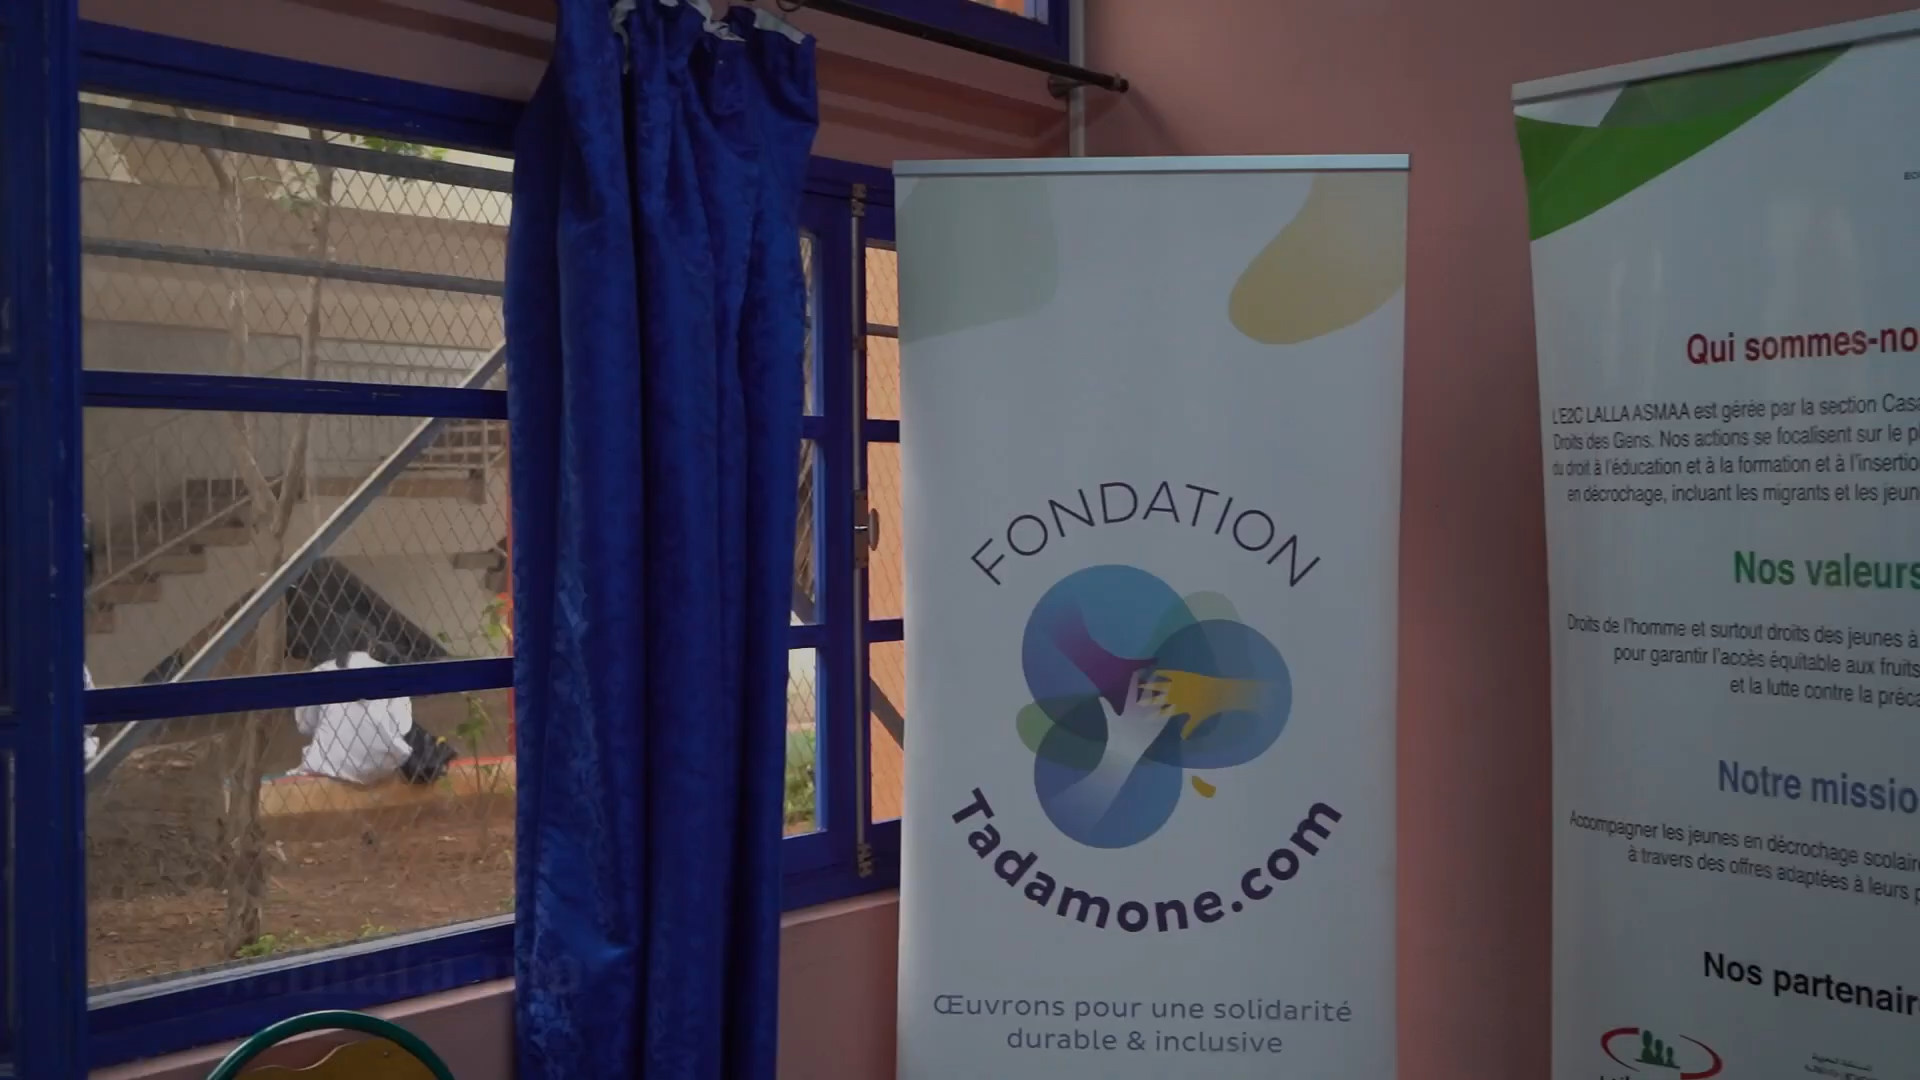 FONDATION
Tadamone.com
Œuvrons pour une solidarité
durable & inclusive
Qui sommes-no
L'E2C LALLA ASMAA est gérée par la section Casa
Droits des Gens. Nos actions se focalisent sur le p
du droit à l'éducation et à la formation et à l'insertion
en décrochage, incluant les migrants et les jeun
Nos valeurs
Droits de l'homme et surtout droits des jeunes à
pour garantir l'accès équitable aux fruits
et la lutte contre la préca
Notre missio
Accompagner les jeunes en décrochage scolaire
à travers des offres adaptées à leurs p
Nos partenair